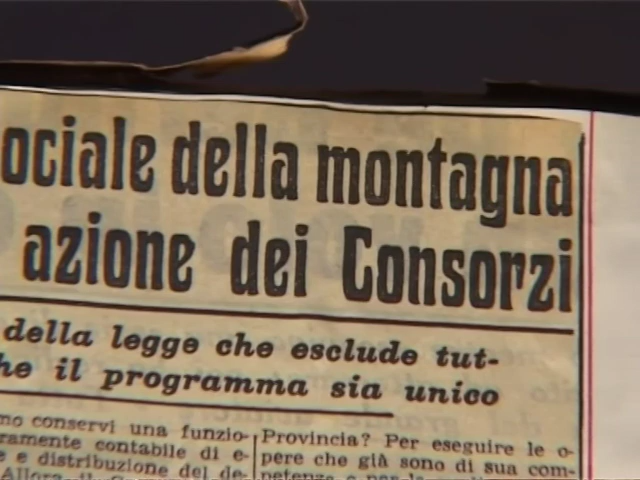 ociale della montagna
azione dei Consorzi
della legge che esclude tut-
he il programma sia unico
no conservi una funzio-
ramente contabile di e-
e e distribuzione del de-
Provincia? Per eseguire le o-
pere che già sono di sua com-